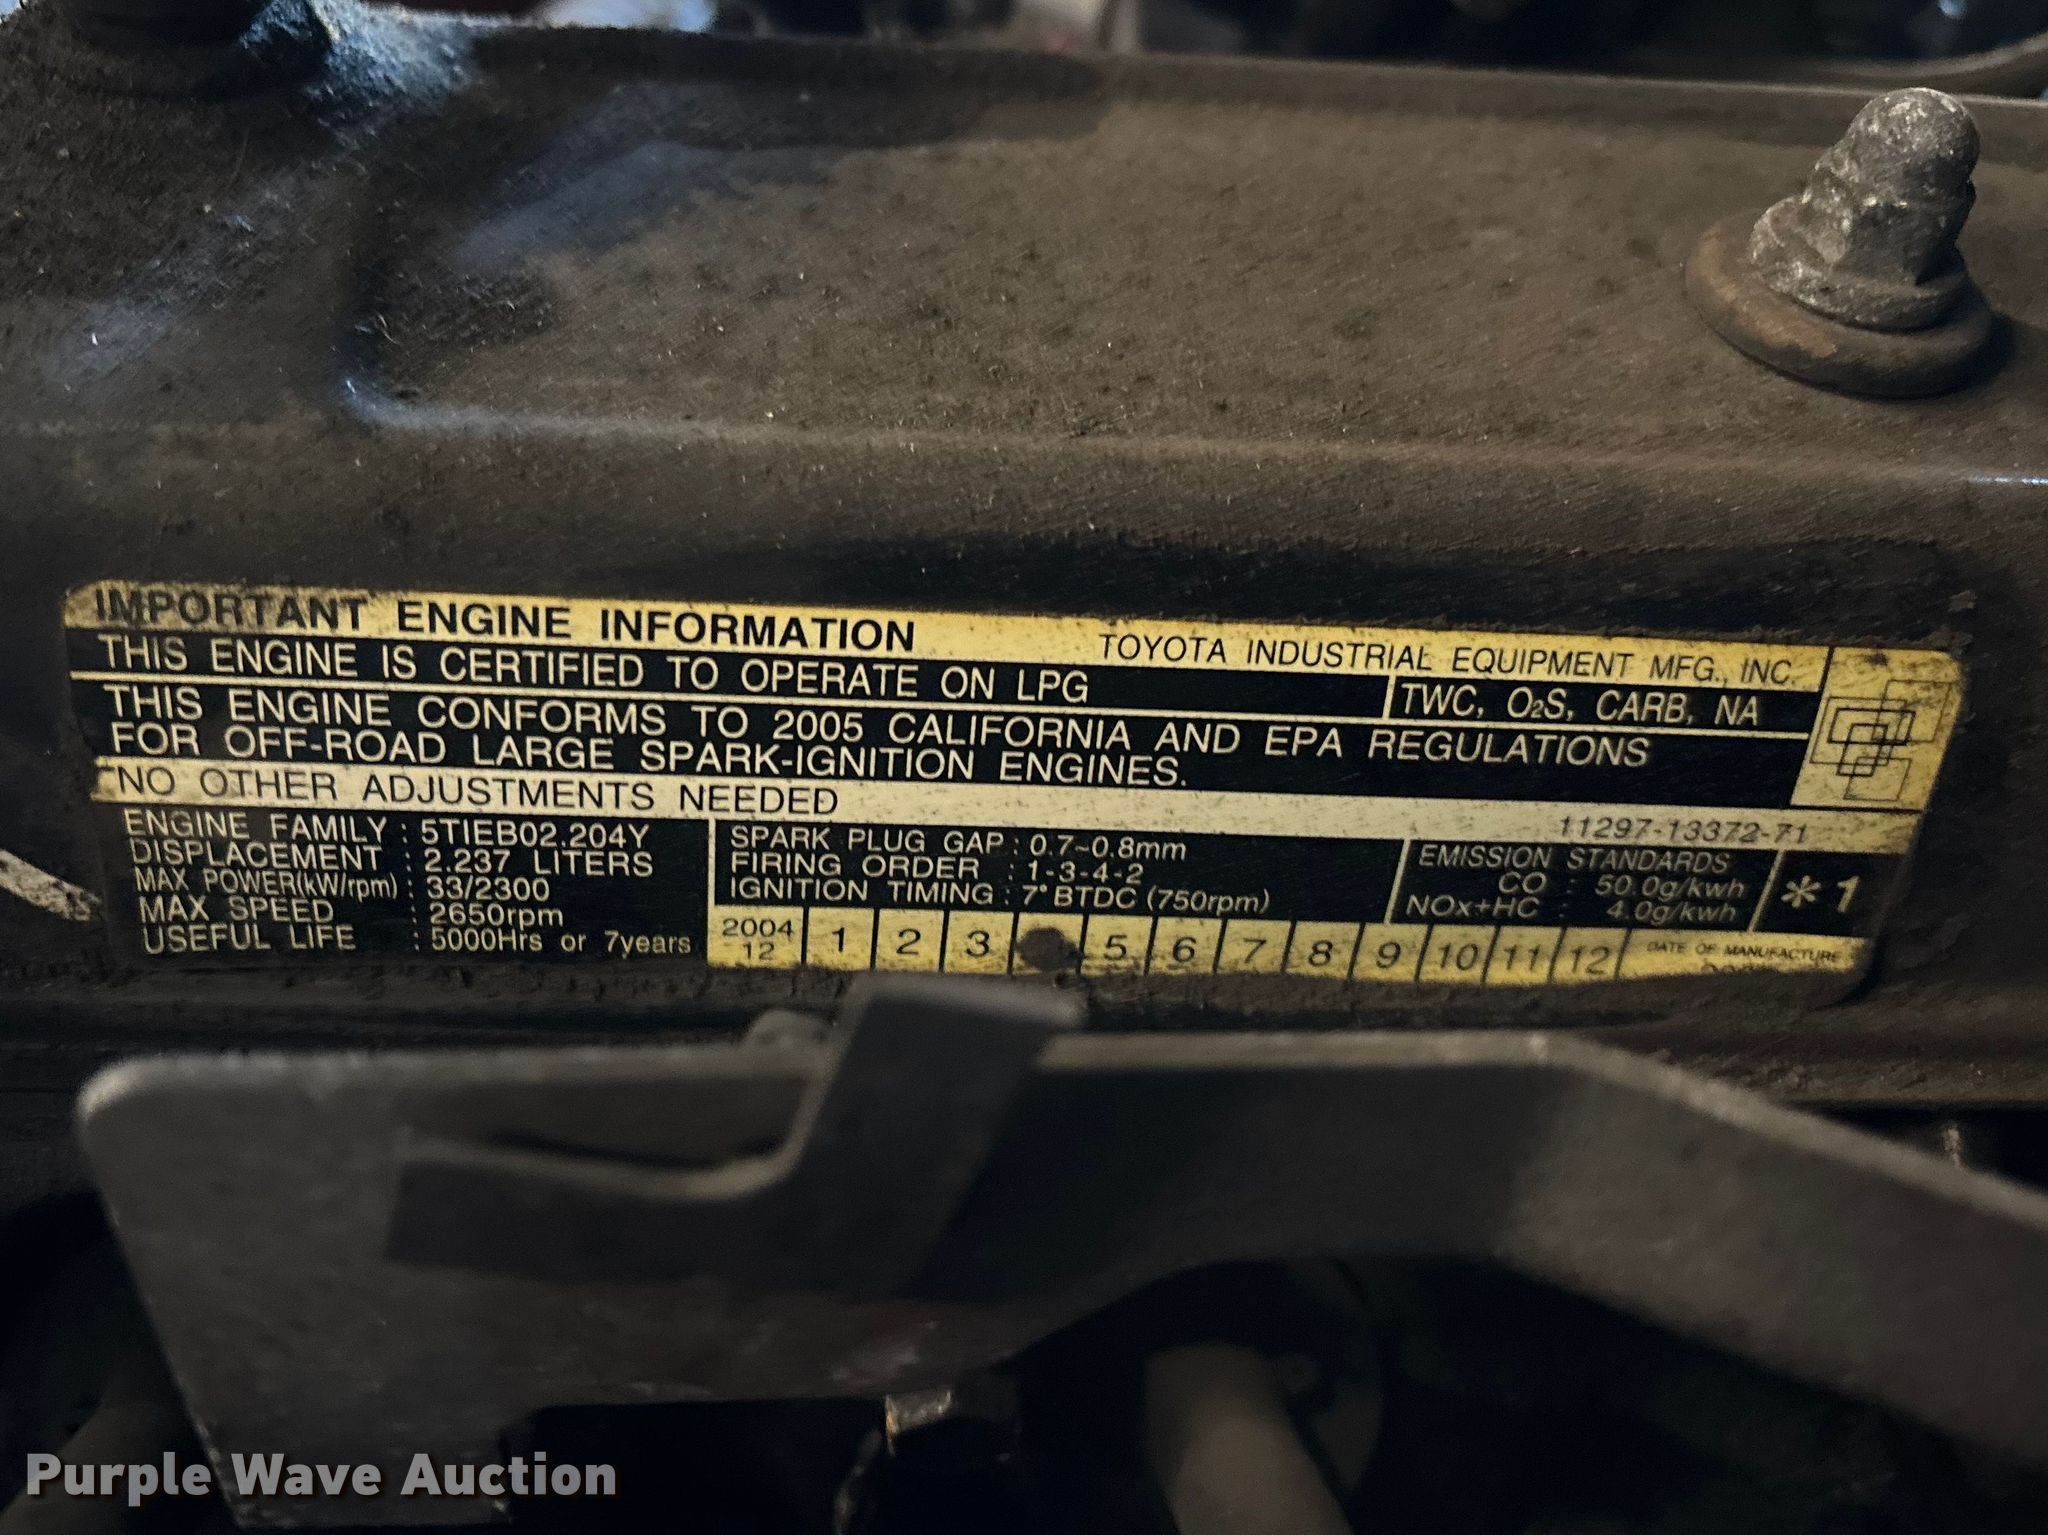 IMPORTANT ENGINE INFORMATION
TOYOTA INDUSTRIAL EQUIPMENT MFG., INC.
THIS ENGINE IS CERTIFIED TO OPERATE ON LPG
TWC, O2S, CARB, NA
THIS ENGINE CONFORMS TO 2005 CALIFORNIA AND EPA REGULATIONS
FOR OFF-ROAD LARGE SPARK-IGNITION ENGINES.
NO OTHER ADJUSTMENTS NEEDED
11297-13372-71
ENGINE FAMILY : 5TIEB02.204Y
DISPLACEMENT : 2.237 LITERS
MAX POWER(kW/rpm) : 33/2300
MAX SPEED : 2650rpm
USEFUL LIFE : 5000Hrs or 7years
SPARK PLUG GAP : 0.7~0.8mm
FIRING ORDER : 1-3-4-2
IGNITION TIMING : 7° BTDC (750rpm)
EMISSION STANDARDS
CO : 50.0g/kwh
NOx+HC : 4.0g/kwh
*1
2004 12 1 2 3 5 6 7 8 9 10 11 12 DATE OF MANUFACTURE
Purple Wave Auction